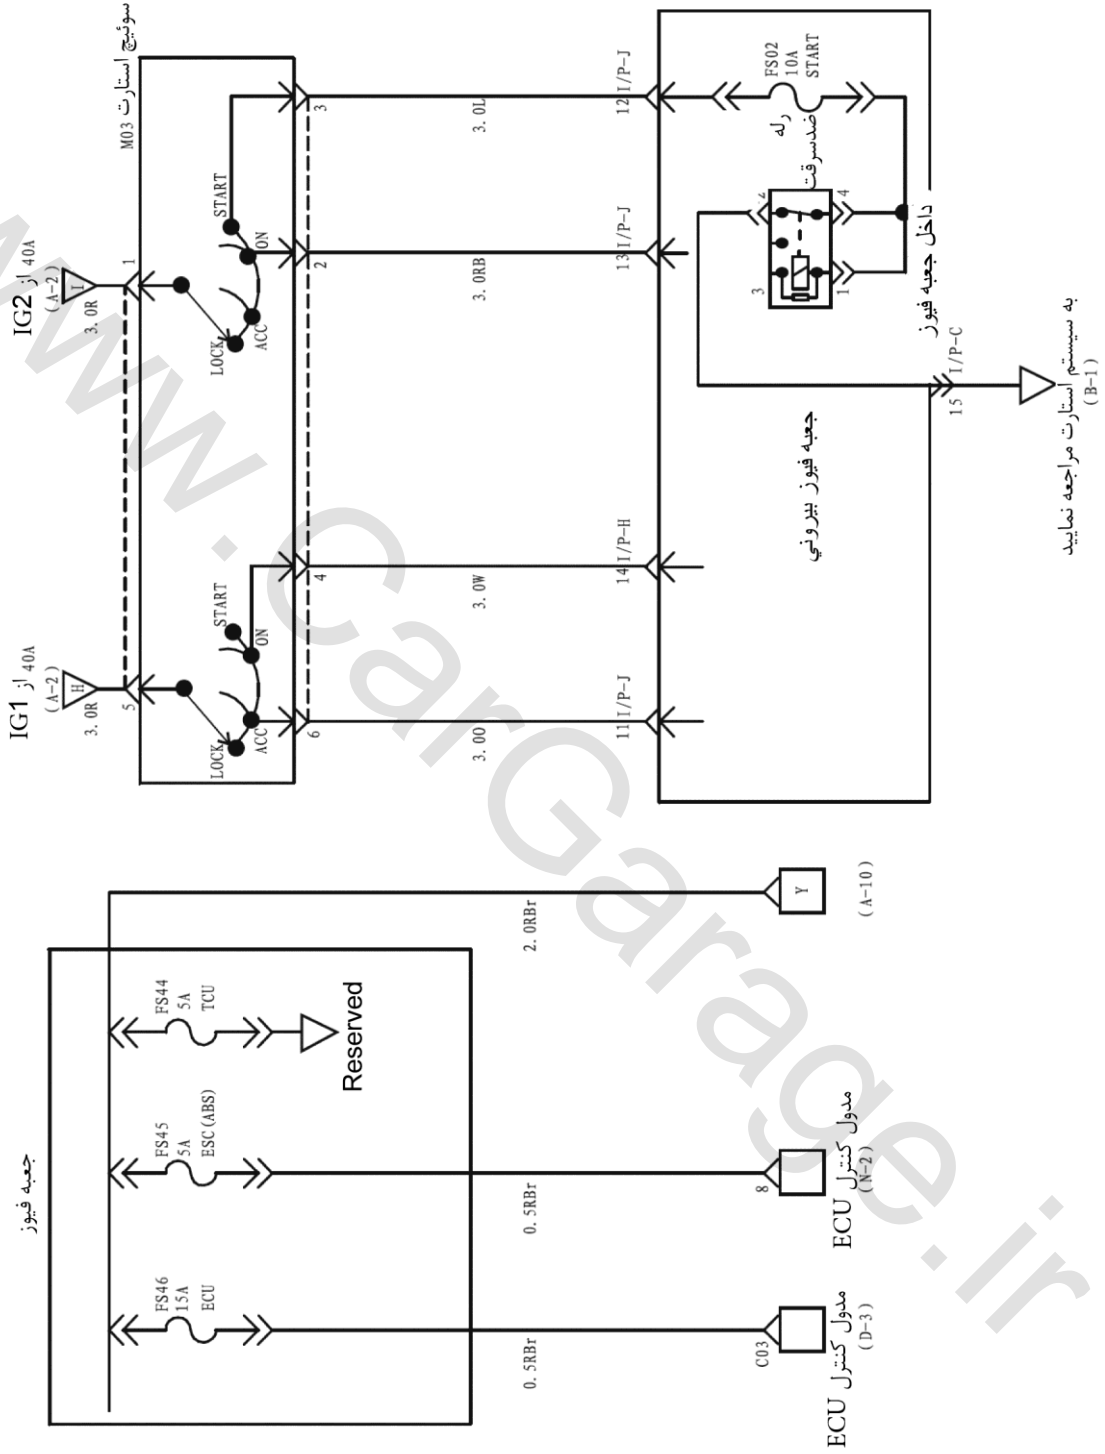 IG1 از 40A
(A-2)
H
3.0R
5
IG2 از 40A
(A-2)
I
3.0R
1
سوئیچ استارت M03
LOCK
ACC
ON
START
LOCK
ACC
ON
START
6
4
2
3
3.0O
3.0W
3.0RB
3.0L
11 I/P-J
14 I/P-H
13 I/P-J
12 I/P-J
FS02
10A
START
رله
ضدسرقت
3
2
1
4
داخل جعبه فیوز
جعبه فیوز بیرونی
15 I/P-C
به سیستم استارت مراجعه نمایید
(B-1)
جعبه فیوز
FS46
15A
ECU
FS45
5A
ESC(ABS)
FS44
5A
TCU
Reserved
0.5RBr
0.5RBr
2.0RBr
C03
8
Y
مدول کنترل ECU
(D-3)
مدول کنترل ECU
(N-2)
(A-10)
www.CarGarage.ir